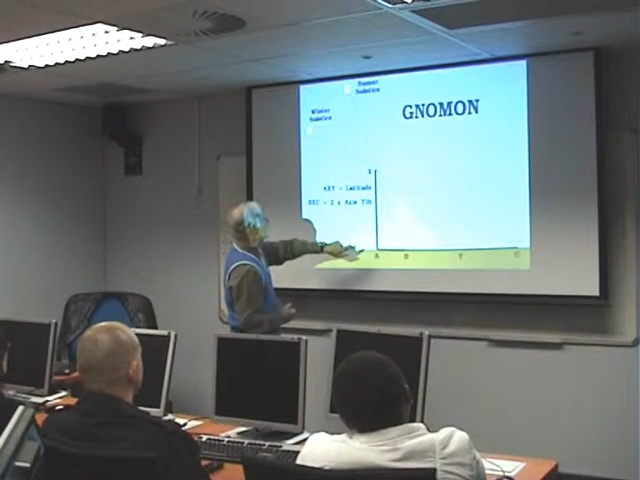 Summer
Solstice
Winter
Solstice
GNOMON
X
AXY = Latitude
BXC = 2 x Axis Tilt
A B Y C